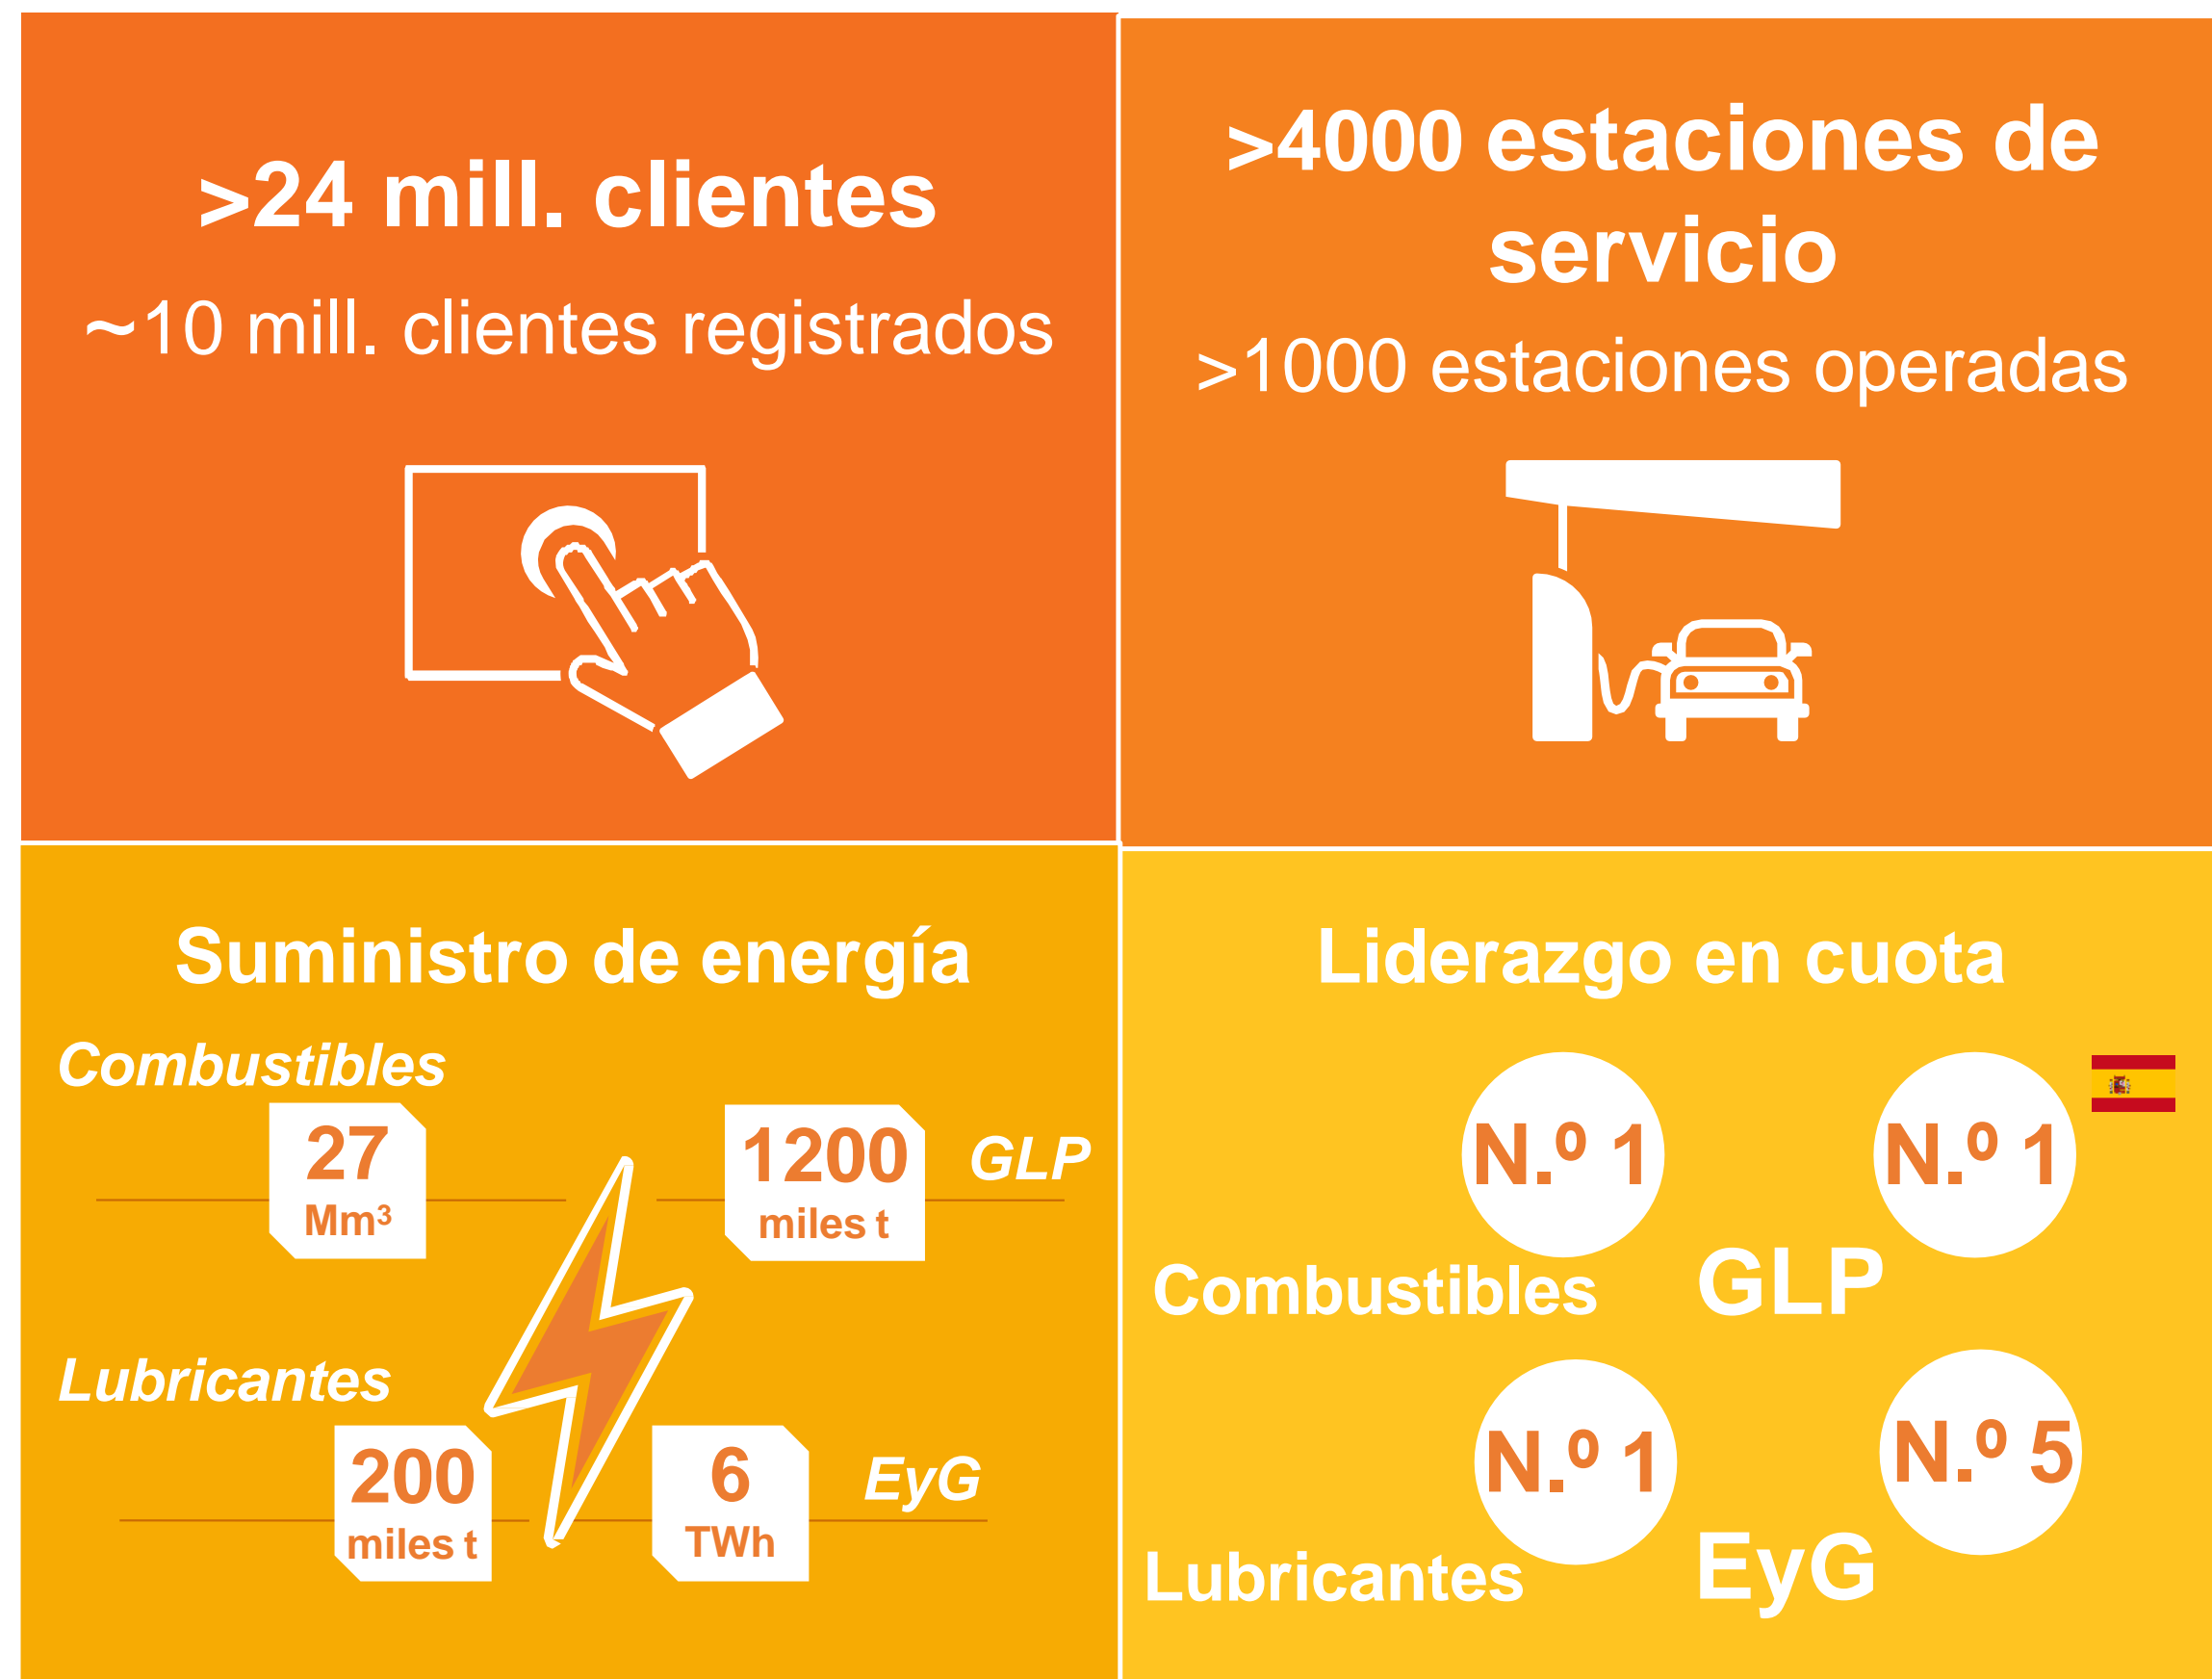 >24 mill. clientes
~10 mill. clientes registrados
>4000 estaciones de
servicio
>1000 estaciones operadas
Suministro de energía
Combustibles
27
Mm³
1200
miles t
GLP
Lubricantes
200
miles t
6
TWh
EyG
Liderazgo en cuota
N.º 1
Combustibles
N.º 1
GLP
N.º 1
Lubricantes
N.º 5
EyG